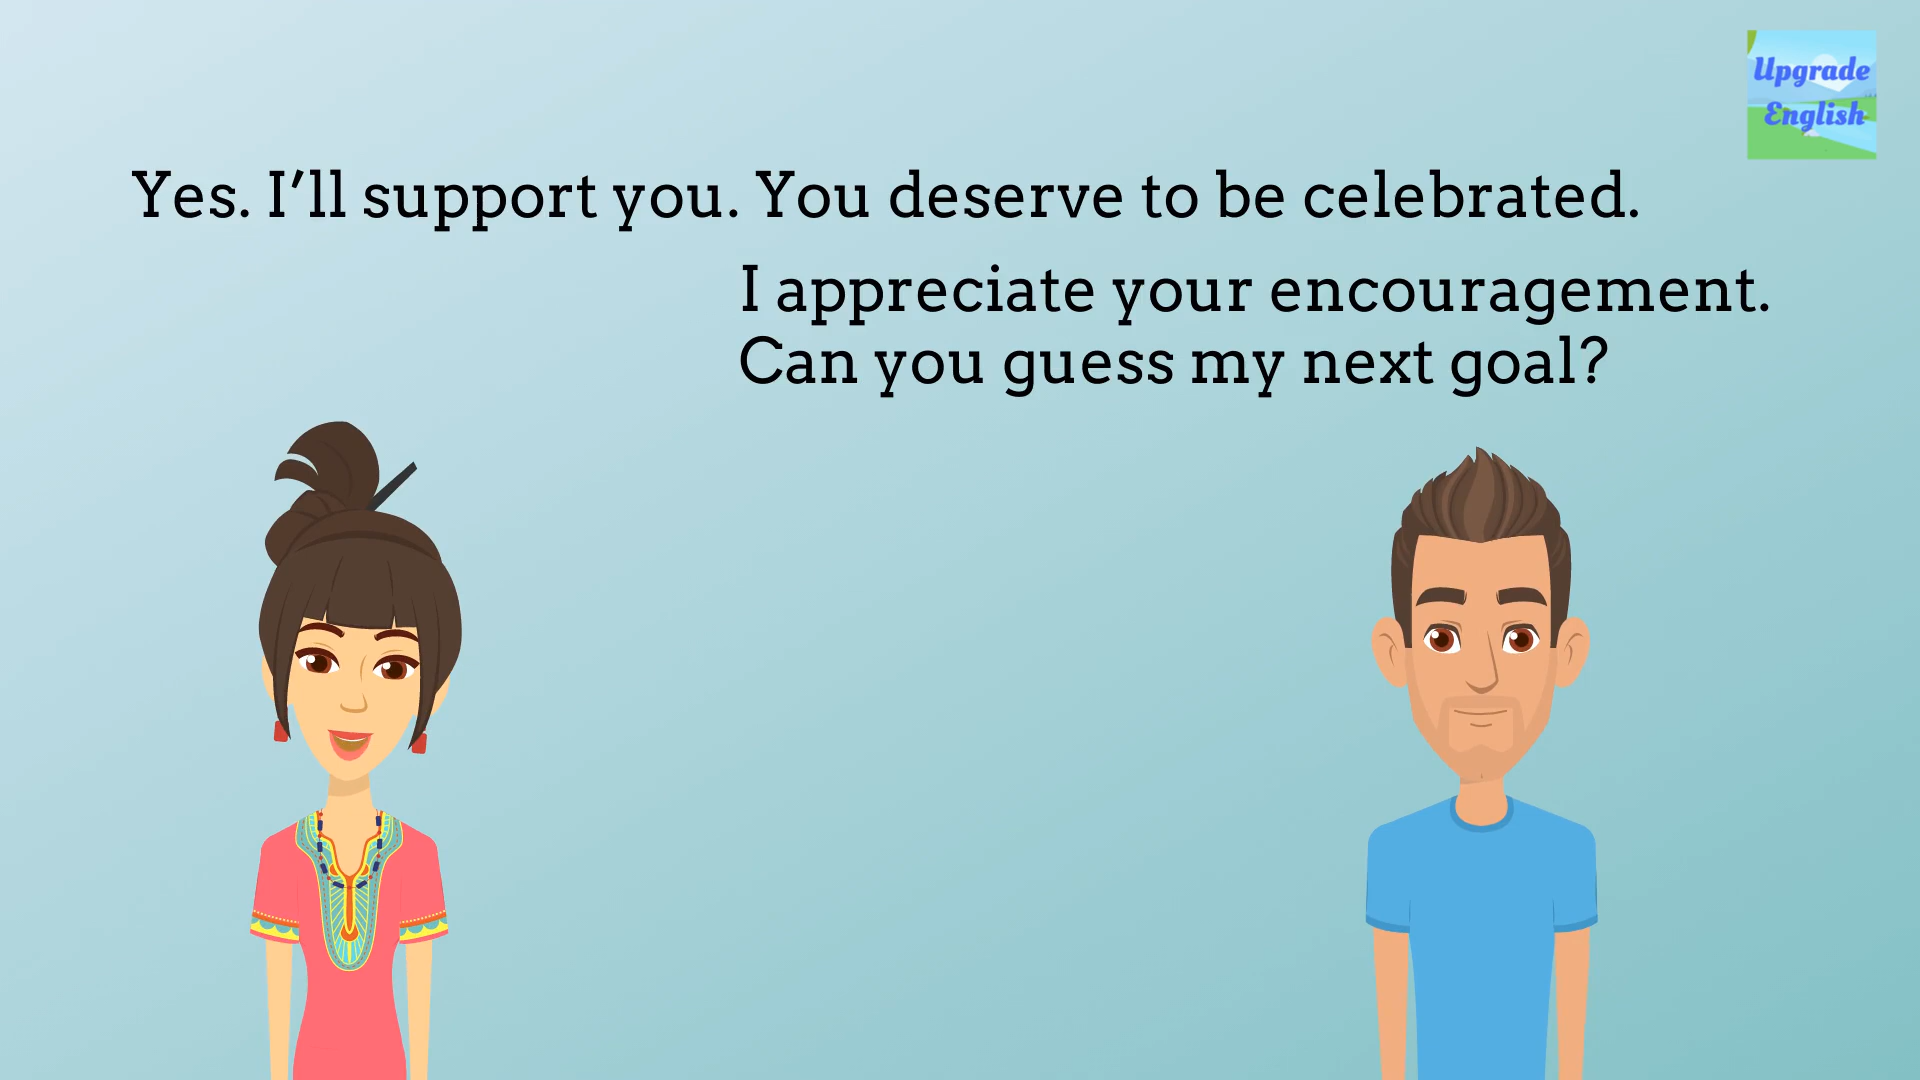 Upgrade
English
Yes. I’ll support you. You deserve to be celebrated.
I appreciate your encouragement.
Can you guess my next goal?